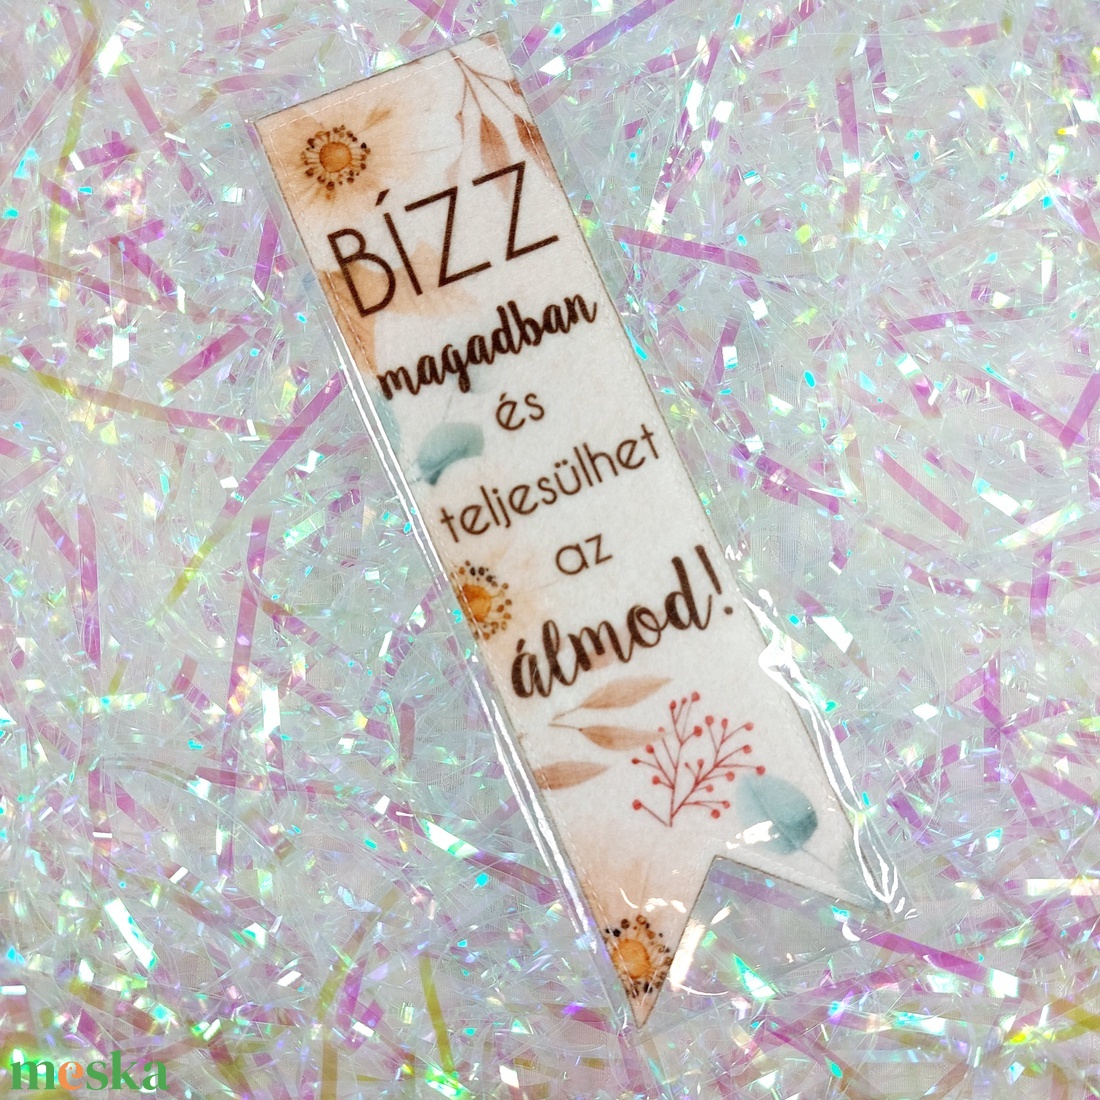 BÍZZ
magadban
és
teljesülhet
az
álmod!
meska